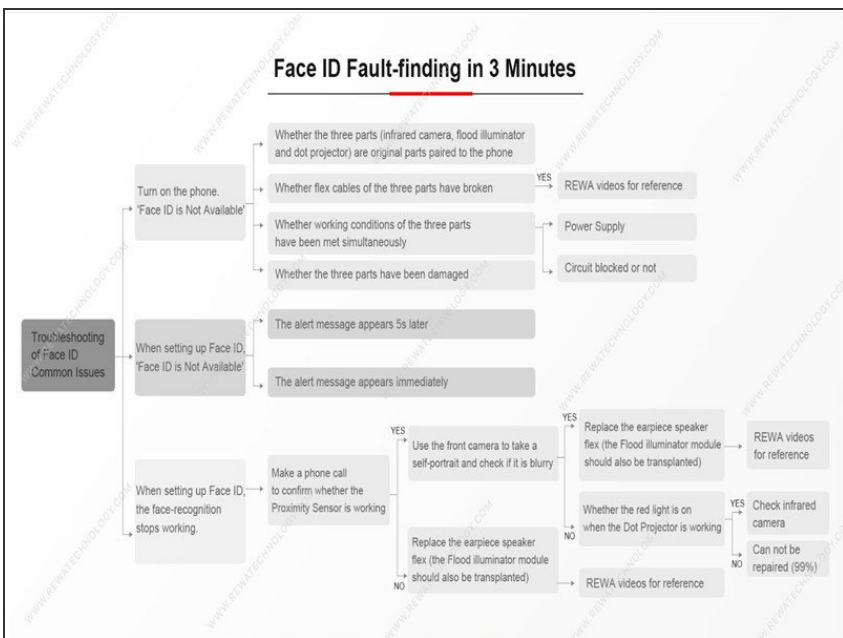 Face ID Fault-finding in 3 Minutes
Whether the three parts (infrared camera, flood illuminator
and dot projector) are original parts paired to the phone
Turn on the phone.
'Face ID is Not Available'
Whether flex cables of the three parts have broken
YES
REWA videos for reference
Whether working conditions of the three parts
have been met simultaneously
Power Supply
Circuit blocked or not
Whether the three parts have been damaged
Troubleshooting
of Face ID
Common Issues
When setting up Face ID,
'Face ID is Not Available'
The alert message appears 5s later
The alert message appears immediately
When setting up Face ID,
the face-recognition
stops working.
Make a phone call
to confirm whether the
Proximity Sensor is working
YES
Use the front camera to take a
self-portrait and check if it is blurry
YES
Replace the earpiece speaker
flex (the Flood illuminator module
should also be transplanted)
REWA videos
for reference
NO
Whether the red light is on
when the Dot Projector is working
YES
Check infrared
camera
NO
Can not be
repaired (99%)
NO
Replace the earpiece speaker
flex (the Flood illuminator module
should also be transplanted)
REWA videos for reference
WWW.REWATECHNOLOGY.COM